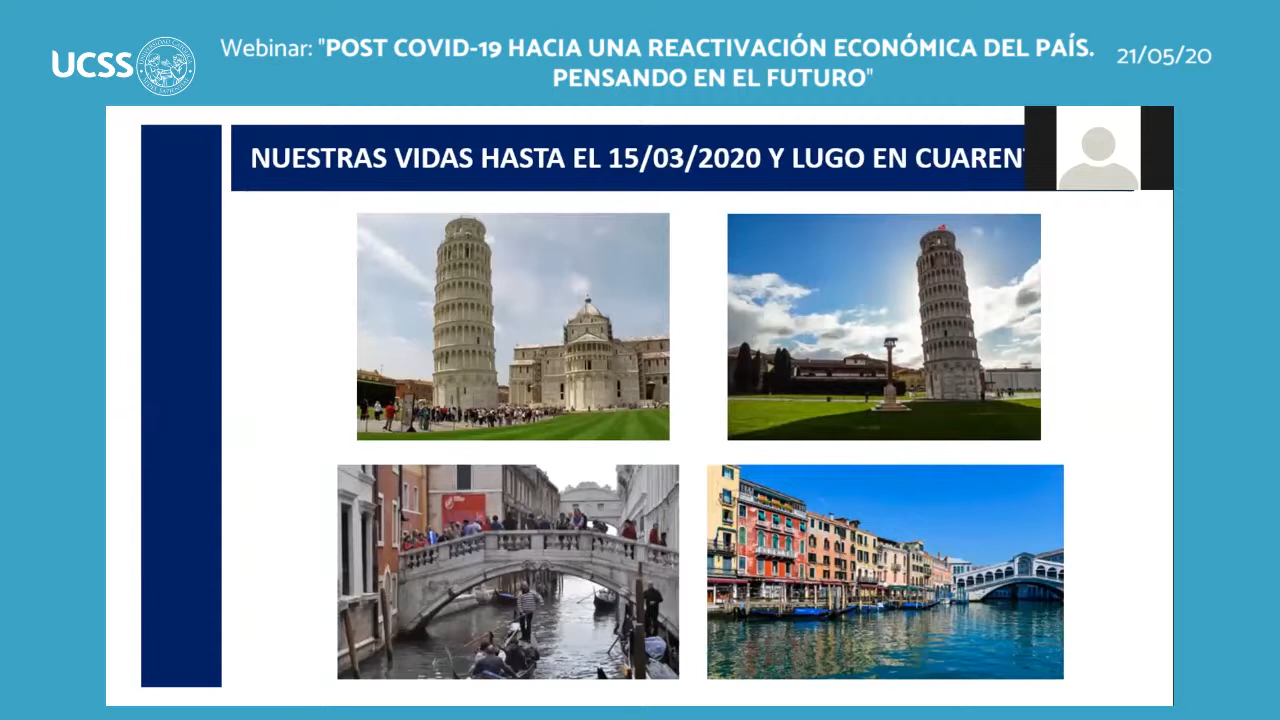 UCSS
Webinar: "POST COVID-19 HACIA UNA REACTIVACIÓN ECONÓMICA DEL PAÍS.
PENSANDO EN EL FUTURO"
21/05/20
NUESTRAS VIDAS HASTA EL 15/03/2020 Y LUGO EN CUAREN